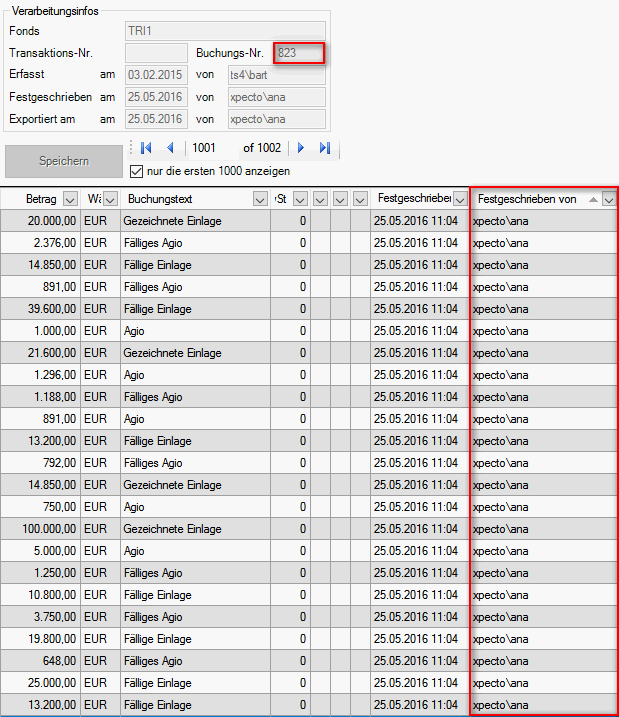 Verarbeitungsinfos
Fonds TRI1
Transaktions-Nr. Buchungs-Nr. 823
Erfasst am 03.02.2015 von ts4\bart
Festgeschrieben am 25.05.2016 von xpecto\ana
Exportiert am am 25.05.2016 von xpecto\ana
Speichern 1001 of 1002
nur die ersten 1000 anzeigen
Betrag Wä Buchungstext St Festgeschrieben Festgeschrieben von
20.000,00 EUR Gezeichnete Einlage 0 25.05.2016 11:04 xpecto\ana
2.376,00 EUR Fälliges Agio 0 25.05.2016 11:04 xpecto\ana
14.850,00 EUR Fällige Einlage 0 25.05.2016 11:04 xpecto\ana
891,00 EUR Fälliges Agio 0 25.05.2016 11:04 xpecto\ana
39.600,00 EUR Fällige Einlage 0 25.05.2016 11:04 xpecto\ana
1.000,00 EUR Agio 0 25.05.2016 11:04 xpecto\ana
21.600,00 EUR Gezeichnete Einlage 0 25.05.2016 11:04 xpecto\ana
1.296,00 EUR Agio 0 25.05.2016 11:04 xpecto\ana
1.188,00 EUR Fälliges Agio 0 25.05.2016 11:04 xpecto\ana
891,00 EUR Agio 0 25.05.2016 11:04 xpecto\ana
13.200,00 EUR Fällige Einlage 0 25.05.2016 11:04 xpecto\ana
792,00 EUR Fälliges Agio 0 25.05.2016 11:04 xpecto\ana
14.850,00 EUR Gezeichnete Einlage 0 25.05.2016 11:04 xpecto\ana
750,00 EUR Agio 0 25.05.2016 11:04 xpecto\ana
100.000,00 EUR Gezeichnete Einlage 0 25.05.2016 11:04 xpecto\ana
5.000,00 EUR Agio 0 25.05.2016 11:04 xpecto\ana
1.250,00 EUR Fälliges Agio 0 25.05.2016 11:04 xpecto\ana
10.800,00 EUR Fällige Einlage 0 25.05.2016 11:04 xpecto\ana
3.750,00 EUR Fälliges Agio 0 25.05.2016 11:04 xpecto\ana
19.800,00 EUR Fällige Einlage 0 25.05.2016 11:04 xpecto\ana
648,00 EUR Fälliges Agio 0 25.05.2016 11:04 xpecto\ana
25.000,00 EUR Fällige Einlage 0 25.05.2016 11:04 xpecto\ana
13.200,00 EUR Fällige Einlage 0 25.05.2016 11:04 xpecto\ana